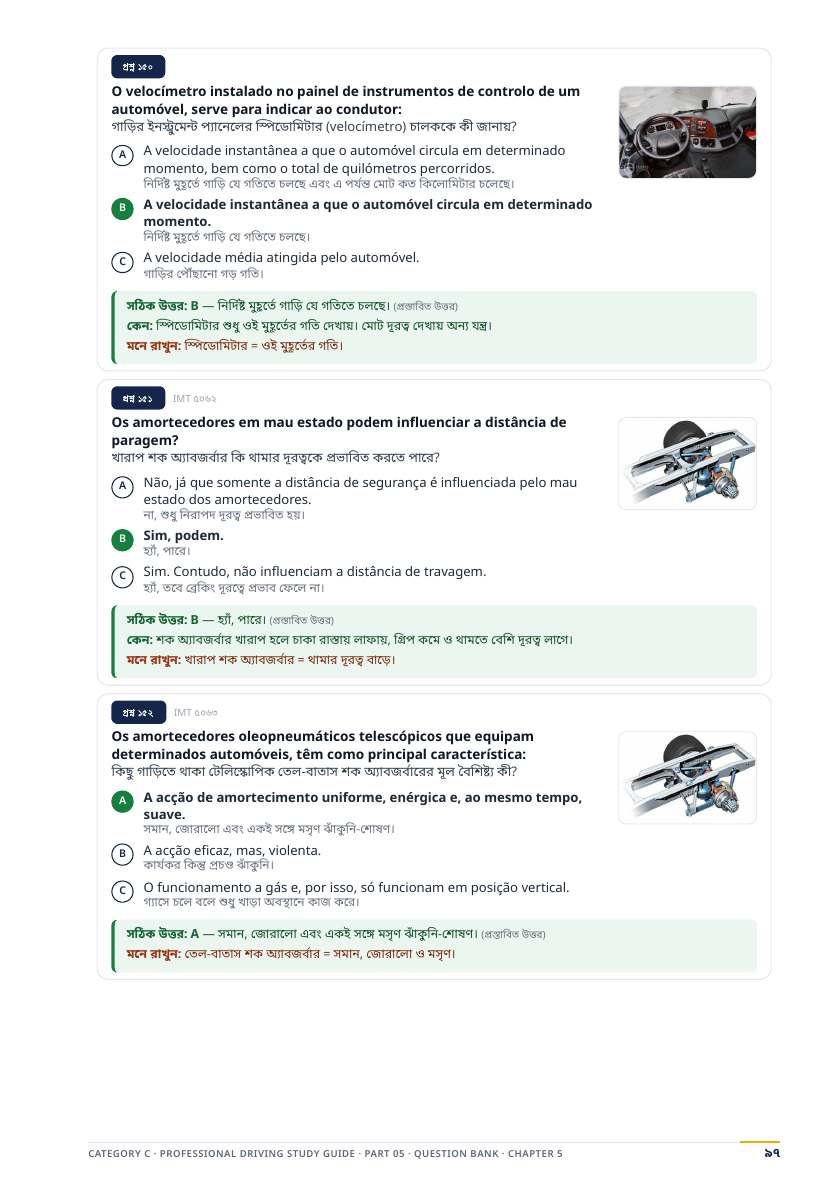 প্রশ্ন ১৫০
O velocímetro instalado no painel de instrumentos de controlo de um
automóvel, serve para indicar ao condutor:
গাড়ির ইনস্ট্রুমেন্ট প্যানেলের স্পিডোমিটার (velocímetro) চালককে কী জানায়?
A
A velocidade instantânea a que o automóvel circula em determinado
momento, bem como o total de quilómetros percorridos.
নির্দিষ্ট মুহূর্তে গাড়ি যে গতিতে চলছে এবং এ পর্যন্ত মোট কত কিলোমিটার চলেছে।
B
A velocidade instantânea a que o automóvel circula em determinado
momento.
নির্দিষ্ট মুহূর্তে গাড়ি যে গতিতে চলছে।
C
A velocidade média atingida pelo automóvel.
গাড়ির পৌঁছানো গড় গতি।
সঠিক উত্তর: B — নির্দিষ্ট মুহূর্তে গাড়ি যে গতিতে চলছে। (প্রস্তাবিত উত্তর)
কেন: স্পিডোমিটার শুধু ওই মুহূর্তের গতি দেখায়। মোট দূরত্ব দেখায় অন্য যন্ত্র।
মনে রাখুন: স্পিডোমিটার = ওই মুহূর্তের গতি।
প্রশ্ন ১৫১ IMT ৫০৬২
Os amortecedores em mau estado podem influenciar a distância de
paragem?
খারাপ শক অ্যাবজর্বার কি থামার দূরত্বকে প্রভাবিত করতে পারে?
A
Não, já que somente a distância de segurança é influenciada pelo mau
estado dos amortecedores.
না, শুধু নিরাপদ দূরত্ব প্রভাবিত হয়।
B
Sim, podem.
হ্যাঁ, পারে।
C
Sim. Contudo, não influenciam a distância de travagem.
হ্যাঁ, তবে ব্রেকিং দূরত্বে প্রভাব ফেলে না।
সঠিক উত্তর: B — হ্যাঁ, পারে। (প্রস্তাবিত উত্তর)
কেন: শক অ্যাবজর্বার খারাপ হলে চাকা রাস্তায় লাফায়, গ্রিপ কমে ও থামতে বেশি দূরত্ব লাগে।
মনে রাখুন: খারাপ শক অ্যাবজর্বার = থামার দূরত্ব বাড়ে।
প্রশ্ন ১৫২ IMT ৫০৬৩
Os amortecedores oleopneumáticos telescópicos que equipam
determinados automóveis, têm como principal característica:
কিছু গাড়িতে থাকা টেলিস্কোপিক তেল-বাতাস শক অ্যাবজর্বারের মূল বৈশিষ্ট্য কী?
A
A acção de amortecimento uniforme, enérgica e, ao mesmo tempo,
suave.
সমান, জোরালো এবং একই সঙ্গে মসৃণ ঝাঁকুনি-শোষণ।
B
A acção eficaz, mas, violenta.
কার্যকর কিন্তু প্রচণ্ড ঝাঁকুনি।
C
O funcionamento a gás e, por isso, só funcionam em posição vertical.
গ্যাসে চলে বলে শুধু খাড়া অবস্থানে কাজ করে।
সঠিক উত্তর: A — সমান, জোরালো এবং একই সঙ্গে মসৃণ ঝাঁকুনি-শোষণ। (প্রস্তাবিত উত্তর)
মনে রাখুন: তেল-বাতাস শক অ্যাবজর্বার = সমান, জোরালো ও মসৃণ।
CATEGORY C · PROFESSIONAL DRIVING STUDY GUIDE · PART 05 · QUESTION BANK · CHAPTER 5
৯৭